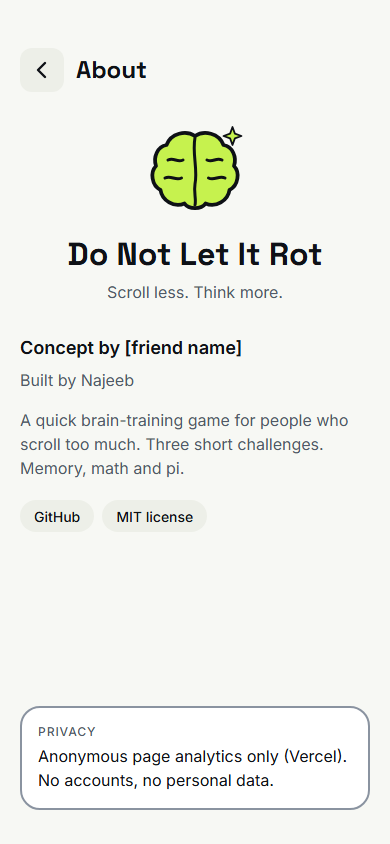 About
Do Not Let It Rot
Scroll less. Think more.
Concept by [friend name]
Built by Najeeb
A quick brain-training game for people who
scroll too much. Three short challenges.
Memory, math and pi.
GitHub
MIT license
PRIVACY
Anonymous page analytics only (Vercel).
No accounts, no personal data.